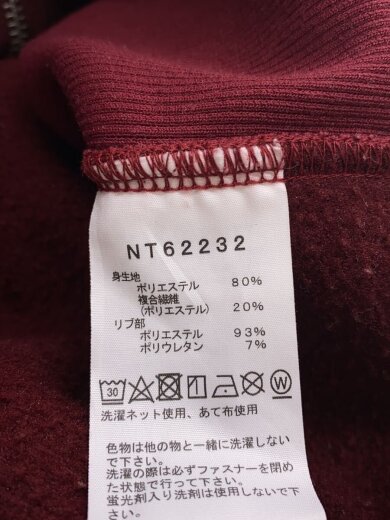 NT62232
身生地
ポリエステル 80%
複合繊維
(ポリエステル) 20%
リブ部
ポリエステル 93%
ポリウレタン 7%
30 W
洗濯ネット使用、あて布使用
色物は他の物と一緒に洗濯しない
で下さい。
洗濯の際は必ずファスナーを閉め
た状態で行って下さい。
蛍光剤入り洗剤は使用しないで下
さい。